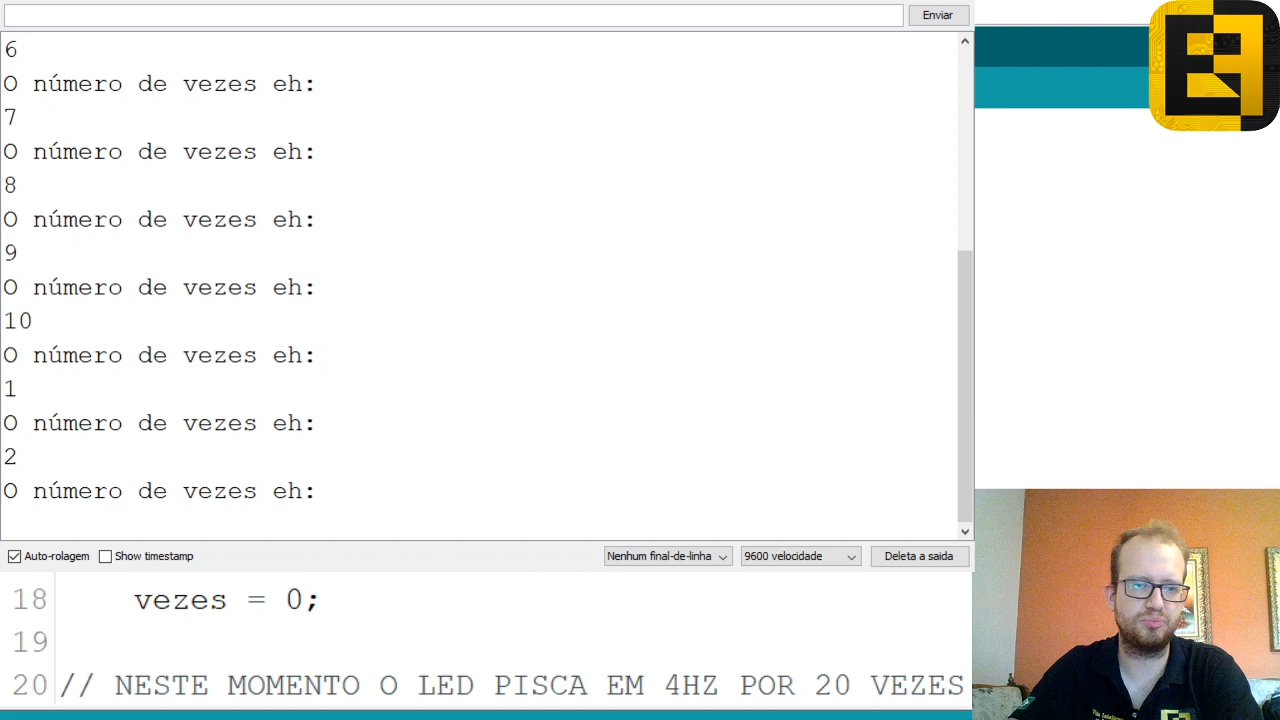 Enviar
6
O número de vezes eh:
7
O número de vezes eh:
8
O número de vezes eh:
9
O número de vezes eh:
10
O número de vezes eh:
1
O número de vezes eh:
2
O número de vezes eh:
Auto-rolagem Show timestamp Nenhum final-de-linha 9600 velocidade Deleta a saida
18 vezes = 0;
19
20 // NESTE MOMENTO O LED PISCA EM 4HZ POR 20 VEZES